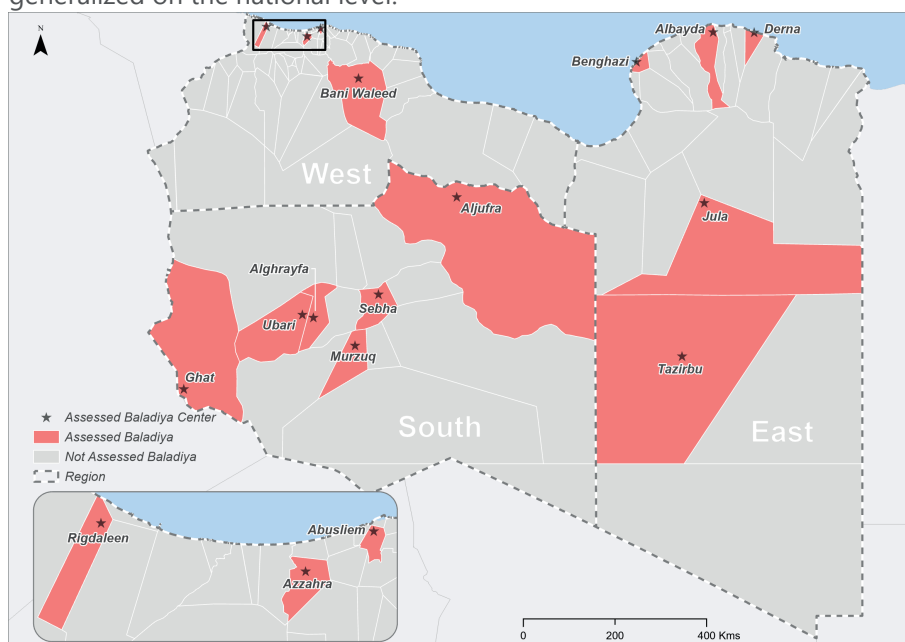 generalized on the national level.
N
Albayda
Derna
Benghazi
Bani Waleed
West
Aljufra
Jula
Alghrayfa
Ubari
Sebha
Murzuq
Ghat
Tazirbu
South
East
Assessed Baladiya Center
Assessed Baladiya
Not Assessed Baladiya
Region
Rigdaleen
Abusliem
Azzahra
0 200 400 Kms